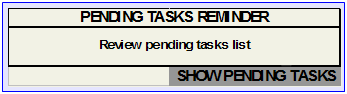 PENDING TASKS REMINDER
Review pending tasks list
SHOW PENDING TASKS